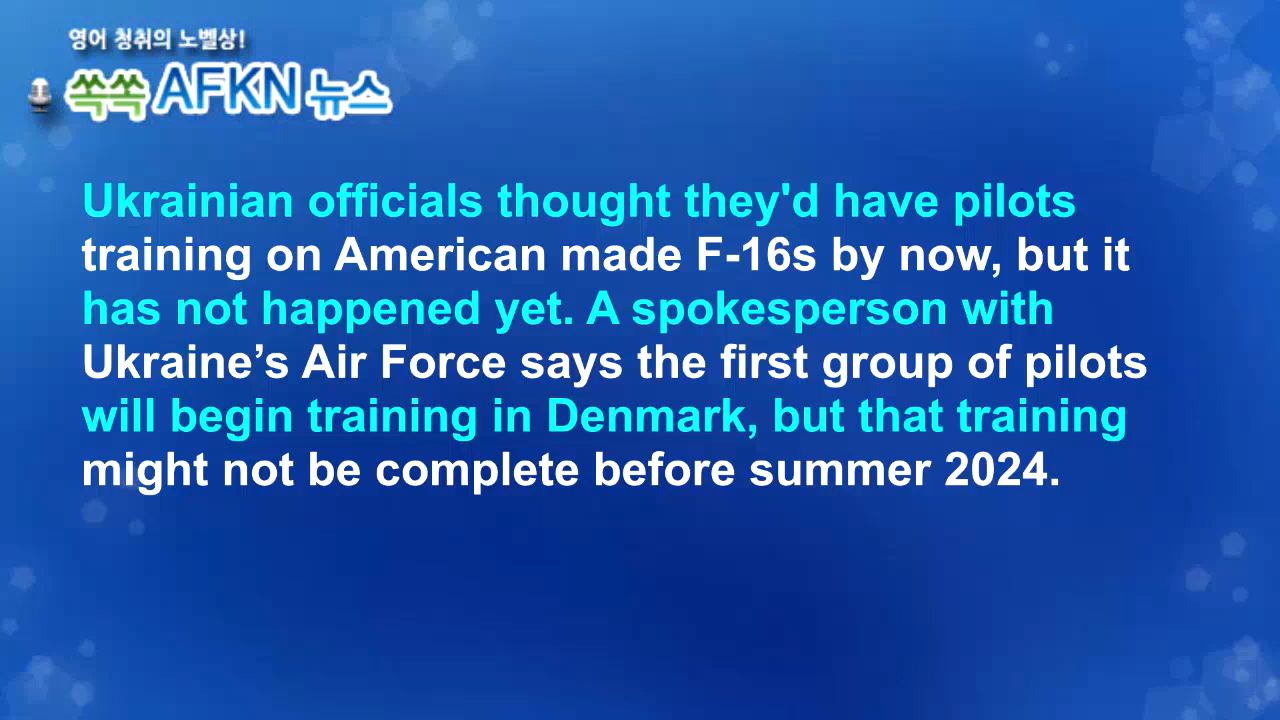 영어 청취의 노벨상!
쏙쏙 AFKN 뉴스
Ukrainian officials thought they'd have pilots
training on American made F-16s by now, but it
has not happened yet. A spokesperson with
Ukraine’s Air Force says the first group of pilots
will begin training in Denmark, but that training
might not be complete before summer 2024.